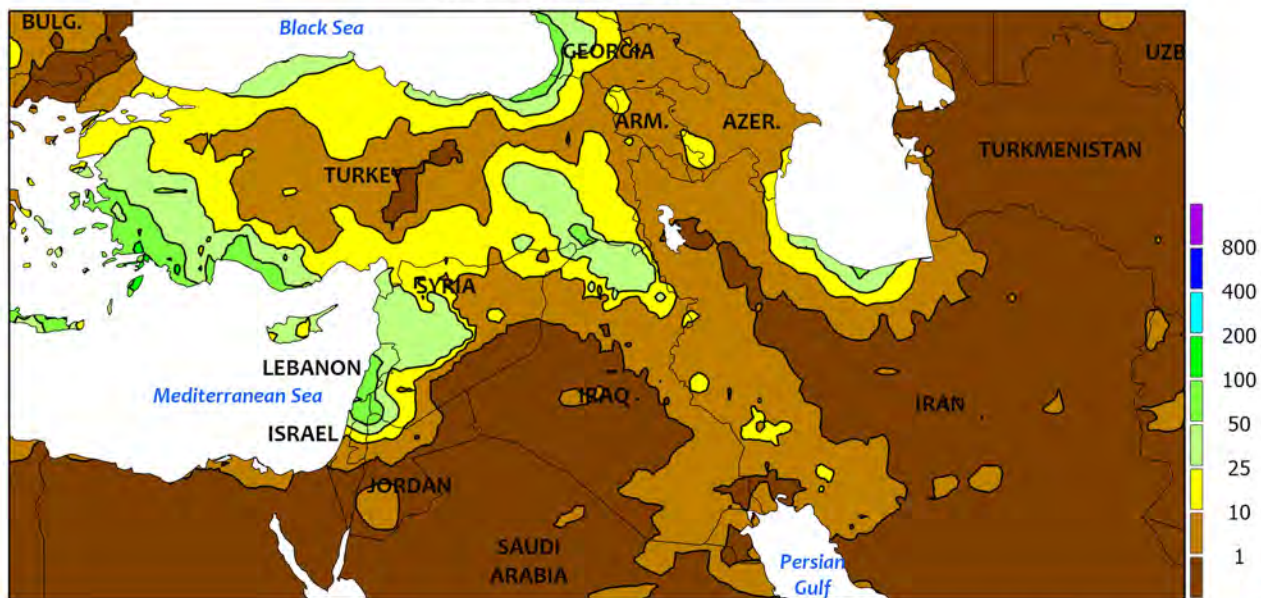 BULG.
Black Sea
GEORGIA
UZB
ARM.
AZER.
TURKMENISTAN
TURKEY
SYRIA
LEBANON
Mediterranean Sea
IRAQ
IRAN
ISRAEL
JORDAN
SAUDI
ARABIA
Persian
Gulf
800
400
200
100
50
25
10
1